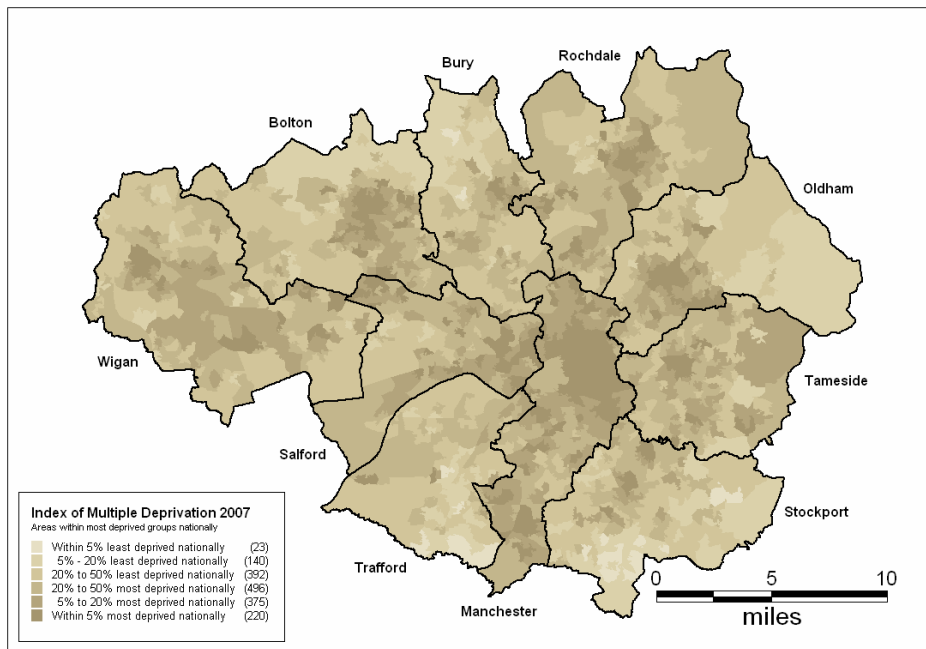 Rochdale
Bury
Bolton
Oldham
Wigan
Tameside
Salford
Stockport
Trafford
Manchester
Index of Multiple Deprivation 2007
Areas within most deprived groups nationally
Within 5% least deprived nationally (23)
5% - 20% least deprived nationally (140)
20% to 50% least deprived nationally (392)
20% to 50% most deprived nationally (496)
5% to 20% most deprived nationally (375)
Within 5% most deprived nationally (220)
0 5 10
miles